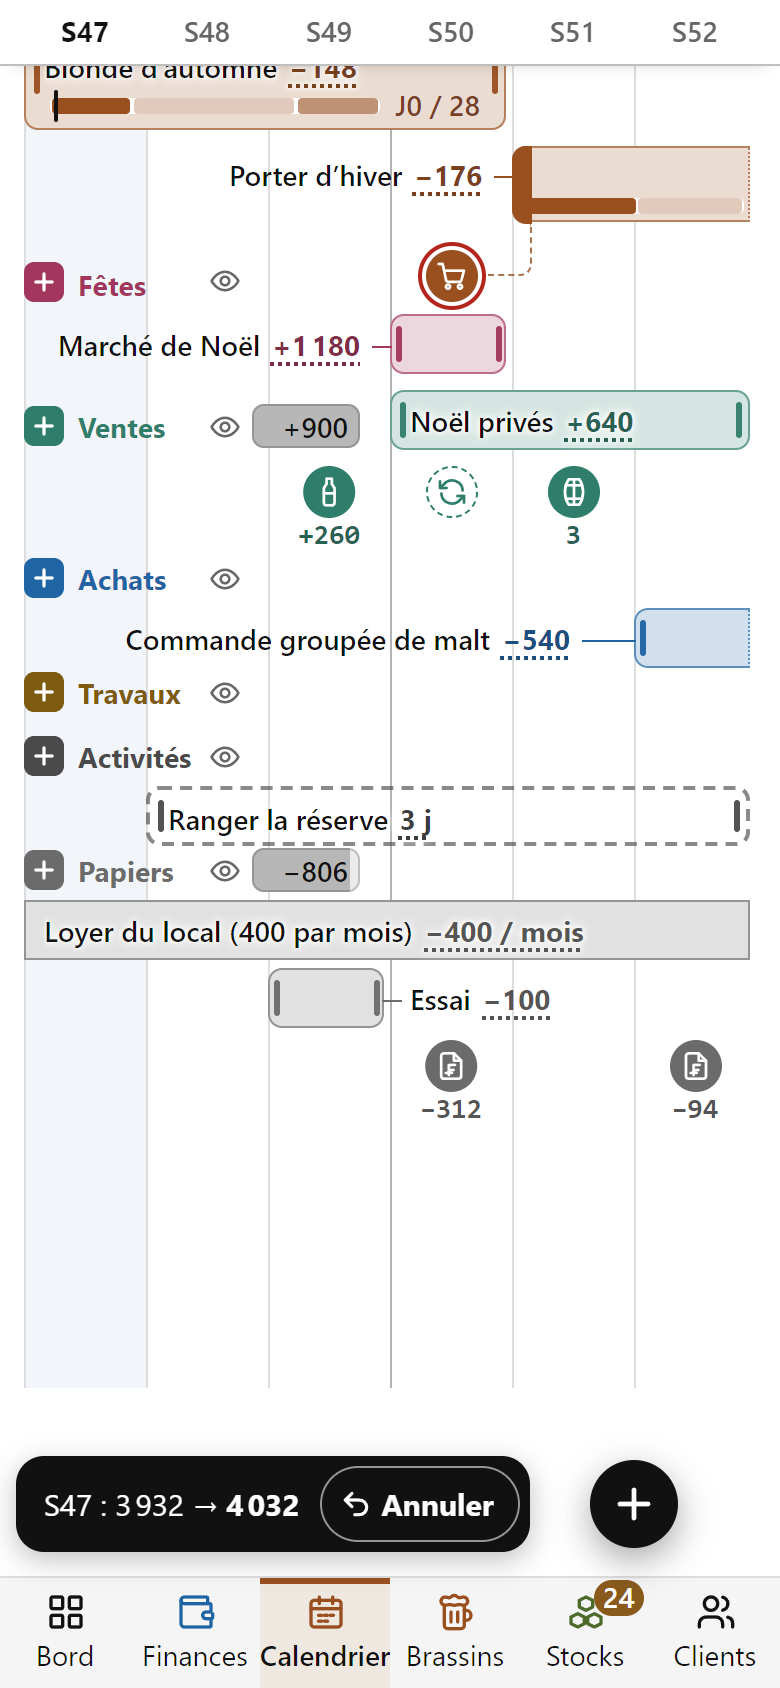 S47 S48 S49 S50 S51 S52
Blonde d’automne −148
J0 / 28
Porter d’hiver −176
Fêtes
Marché de Noël +1 180
Ventes +900 Noël privés +640
+260 3
Achats
Commande groupée de malt −540
Travaux
Activités
Ranger la réserve 3 j
Papiers −806
Loyer du local (400 par mois) −400 / mois
Essai −100
−312 −94
S47 : 3 932 → 4 032 Annuler
24
Bord Finances Calendrier Brassins Stocks Clients